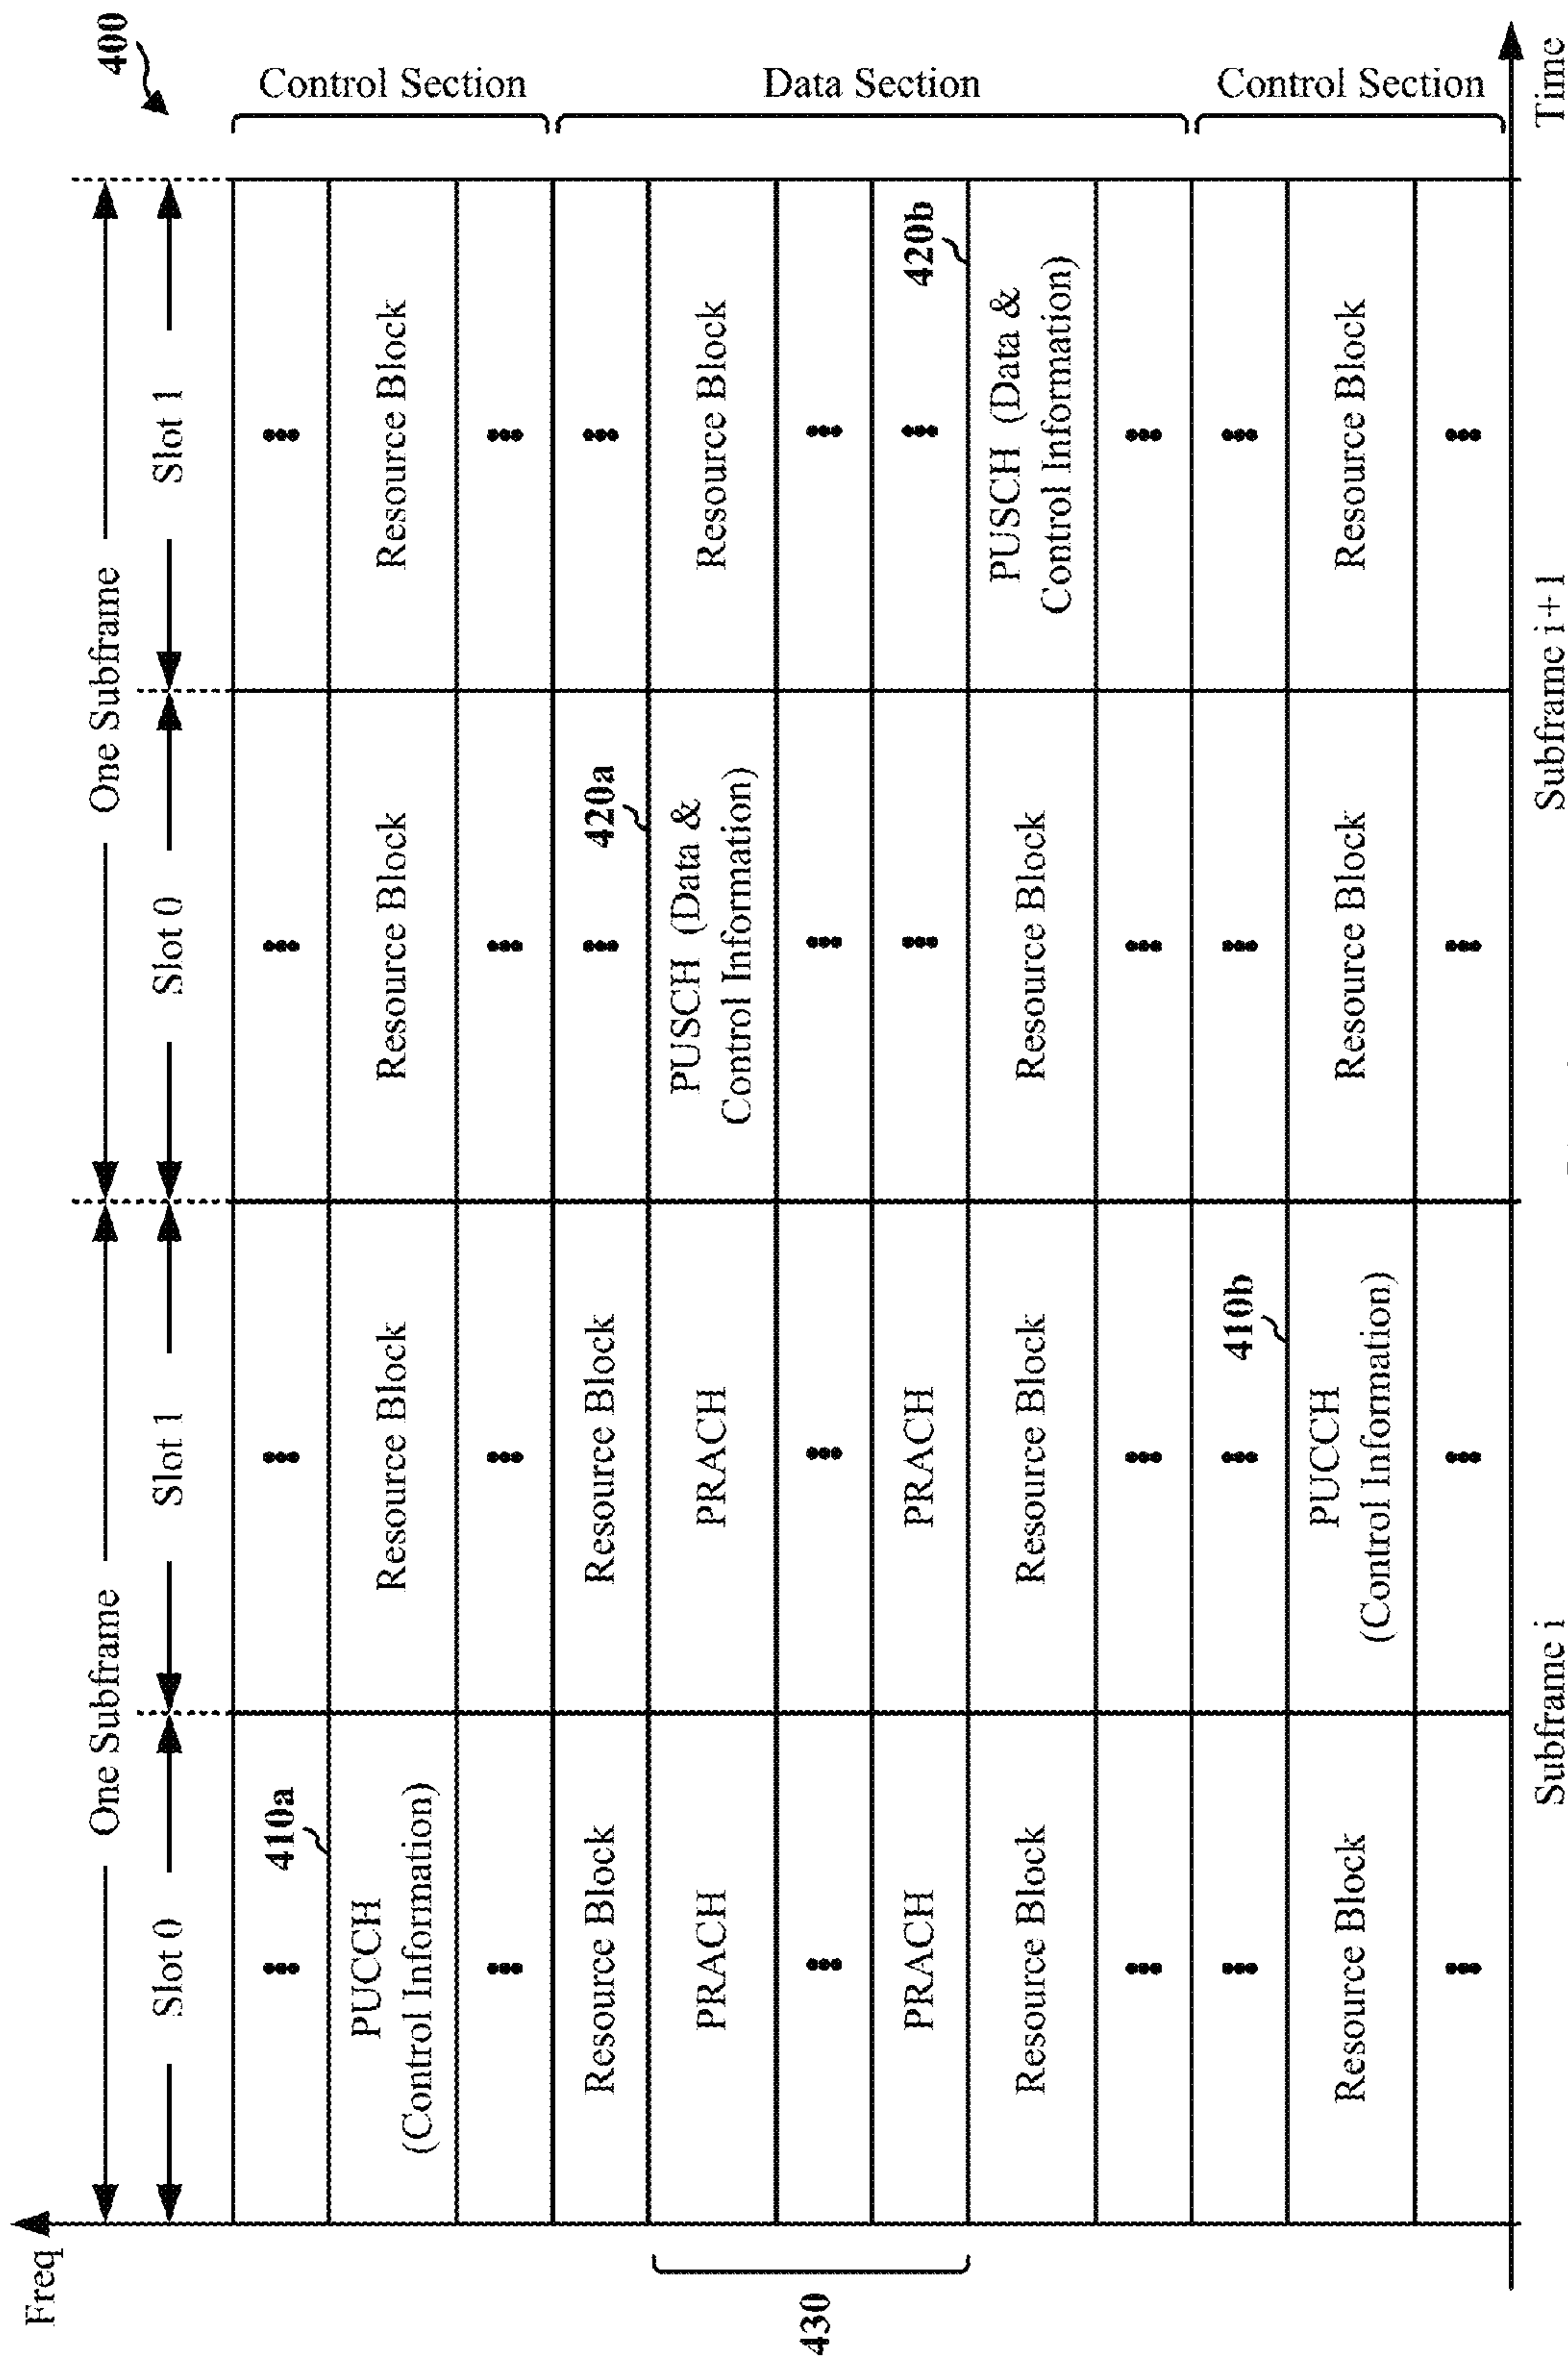 400
Freq
One Subframe
One Subframe
Slot 0
Slot 1
Slot 0
Slot 1
410a
PUCCH
(Control Information)
Resource Block
Resource Block
Resource Block
Control Section
Resource Block
Resource Block
420a
430
PRACH
PRACH
PUSCH (Data &
Control Information)
Resource Block
Data Section
PRACH
PRACH
420b
Resource Block
Resource Block
Resource Block
PUSCH (Data &
Control Information)
410b
Resource Block
PUCCH
(Control Information)
Resource Block
Resource Block
Control Section
Subframe i
Subframe i+1
Time